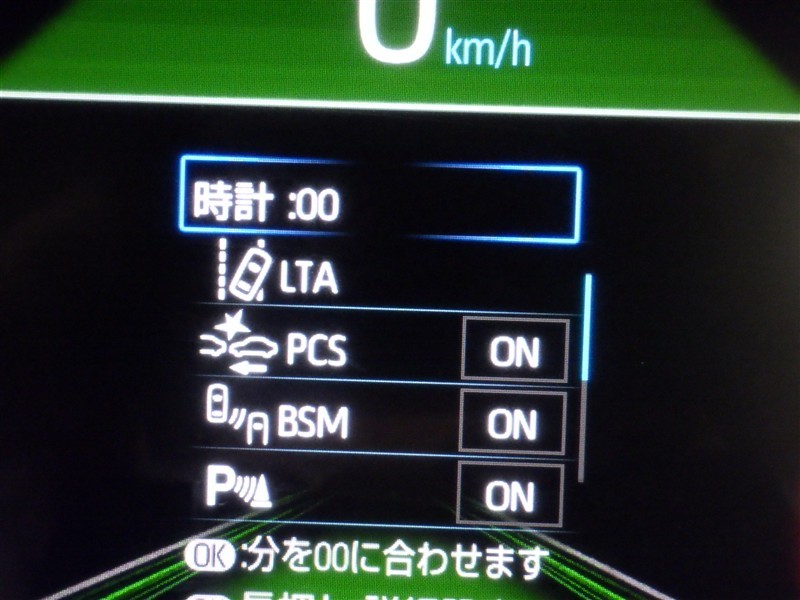 0 km/h
時計 :00
LTA
PCS ON
BSM ON
P ON
OK :分を00に合わせます